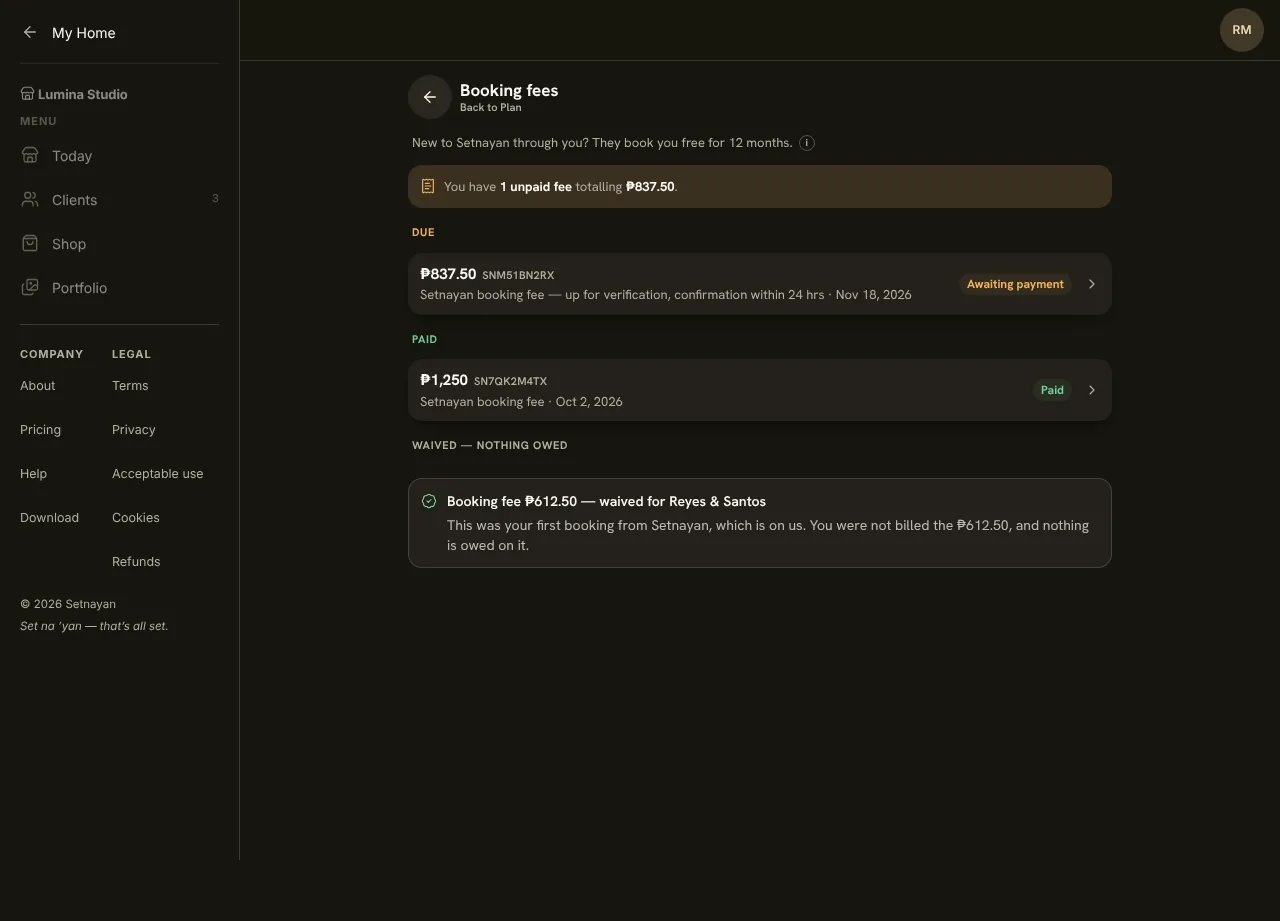 My Home
Lumina Studio
MENU
Today
Clients 3
Shop
Portfolio
COMPANY LEGAL
About Terms
Pricing Privacy
Help Acceptable use
Download Cookies
Refunds
© 2026 Setnayan
Set na 'yan — that's all set.
RM
Booking fees
Back to Plan
New to Setnayan through you? They book you free for 12 months. i
You have 1 unpaid fee totalling ₱837.50.
DUE
₱837.50 SNM51BN2RX
Setnayan booking fee — up for verification, confirmation within 24 hrs · Nov 18, 2026
Awaiting payment
PAID
₱1,250 SN7QK2M4TX
Setnayan booking fee · Oct 2, 2026
Paid
WAIVED — NOTHING OWED
Booking fee ₱612.50 — waived for Reyes & Santos
This was your first booking from Setnayan, which is on us. You were not billed the ₱612.50, and nothing
is owed on it.